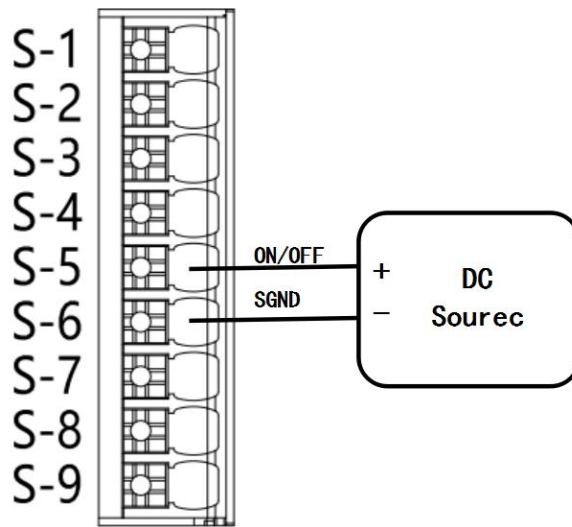 S-1
S-2
S-3
S-4
S-5
S-6
S-7
S-8
S-9
ON/OFF
SGND
+
−
DC
Sourec